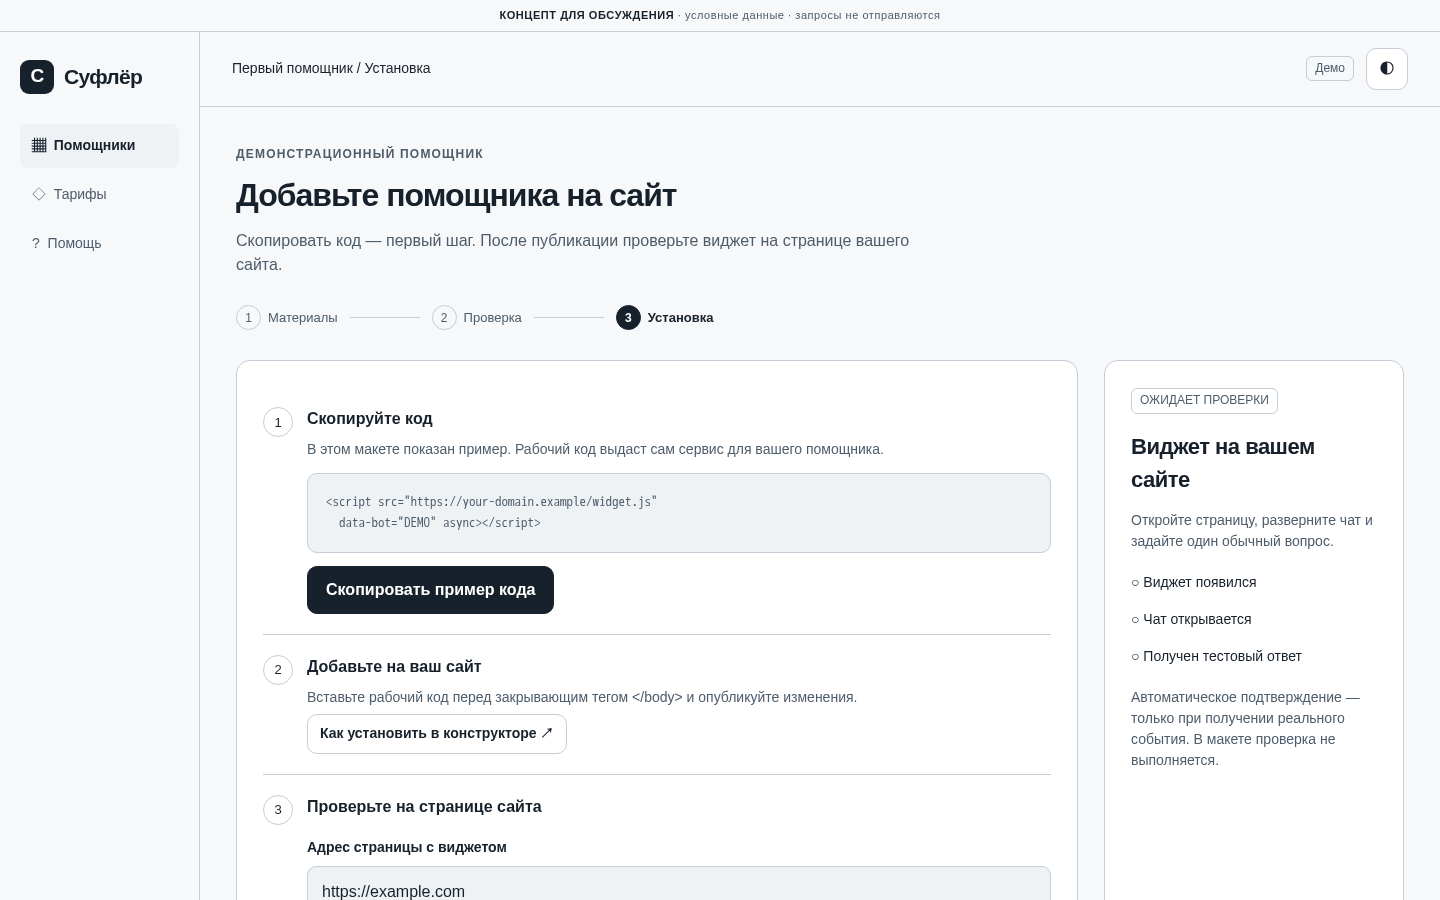 КОНЦЕПТ ДЛЯ ОБСУЖДЕНИЯ · условные данные · запросы не отправляются
С Суфлёр
Первый помощник / Установка
Демо
Помощники
Тарифы
? Помощь
ДЕМОНСТРАЦИОННЫЙ ПОМОЩНИК
Добавьте помощника на сайт
Скопировать код — первый шаг. После публикации проверьте виджет на странице вашего
сайта.
1 Материалы 2 Проверка 3 Установка
1 Скопируйте код
В этом макете показан пример. Рабочий код выдаст сам сервис для вашего помощника.
<script src="https://your-domain.example/widget.js"
data-bot="DEMO" async></script>
Скопировать пример кода
2 Добавьте на ваш сайт
Вставьте рабочий код перед закрывающим тегом </body> и опубликуйте изменения.
Как установить в конструкторе ↗
3 Проверьте на странице сайта
Адрес страницы с виджетом
https://example.com
ОЖИДАЕТ ПРОВЕРКИ
Виджет на вашем
сайте
Откройте страницу, разверните чат и
задайте один обычный вопрос.
○ Виджет появился
○ Чат открывается
○ Получен тестовый ответ
Автоматическое подтверждение —
только при получении реального
события. В макете проверка не
выполняется.